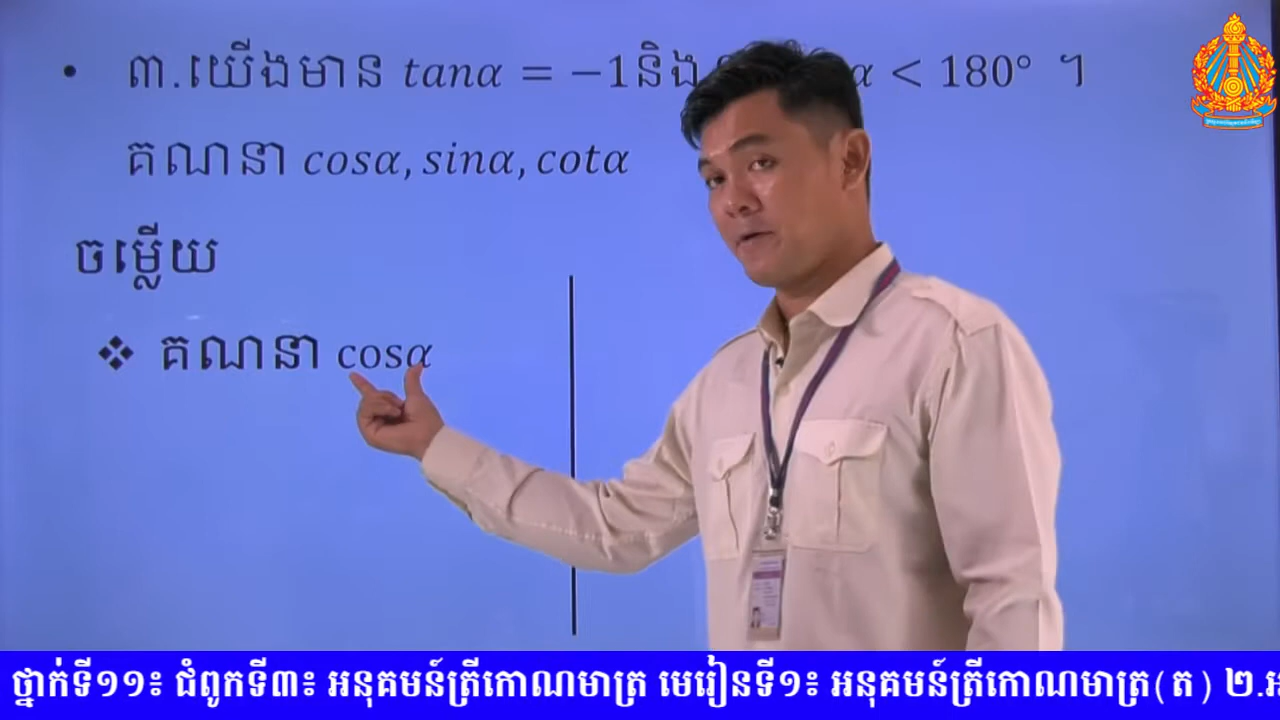 • ៣.យើងមាន tanα = −1និង α < 180° ។
គណនា cosα, sinα, cotα
ចម្លើយ
❖ គណនា cosα
ថ្នាក់ទី១១៖ ជំពូកទី៣៖ អនុគមន៍ត្រីកោណមាត្រ មេរៀនទី១៖ អនុគមន៍ត្រីកោណមាត្រ(ត) ២.អ